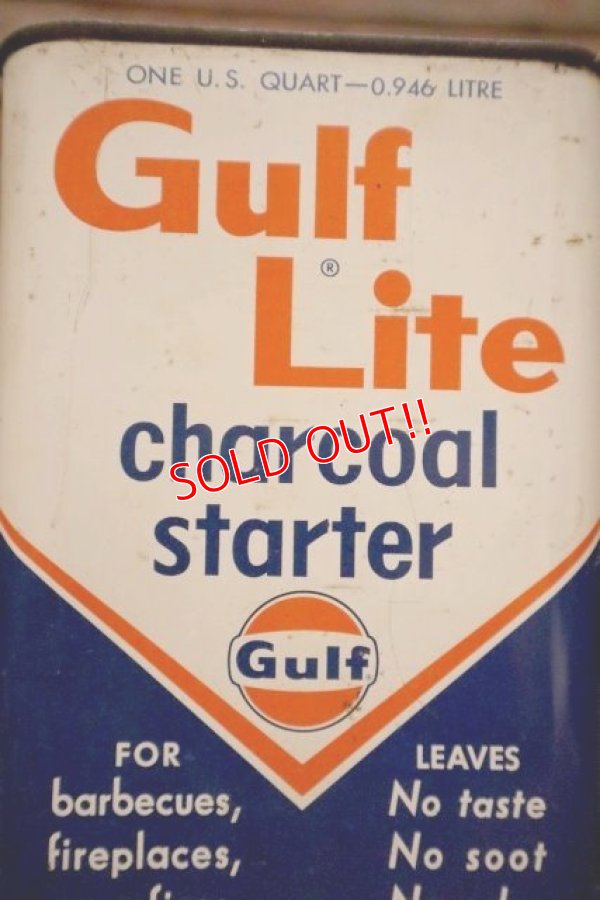 ONE U.S. QUART—0.946 LITRE
Gulf
Lite
®
charcoal
SOLD OUT!!
starter
Gulf
FOR
barbecues,
fireplaces,
LEAVES
No taste
No soot
No